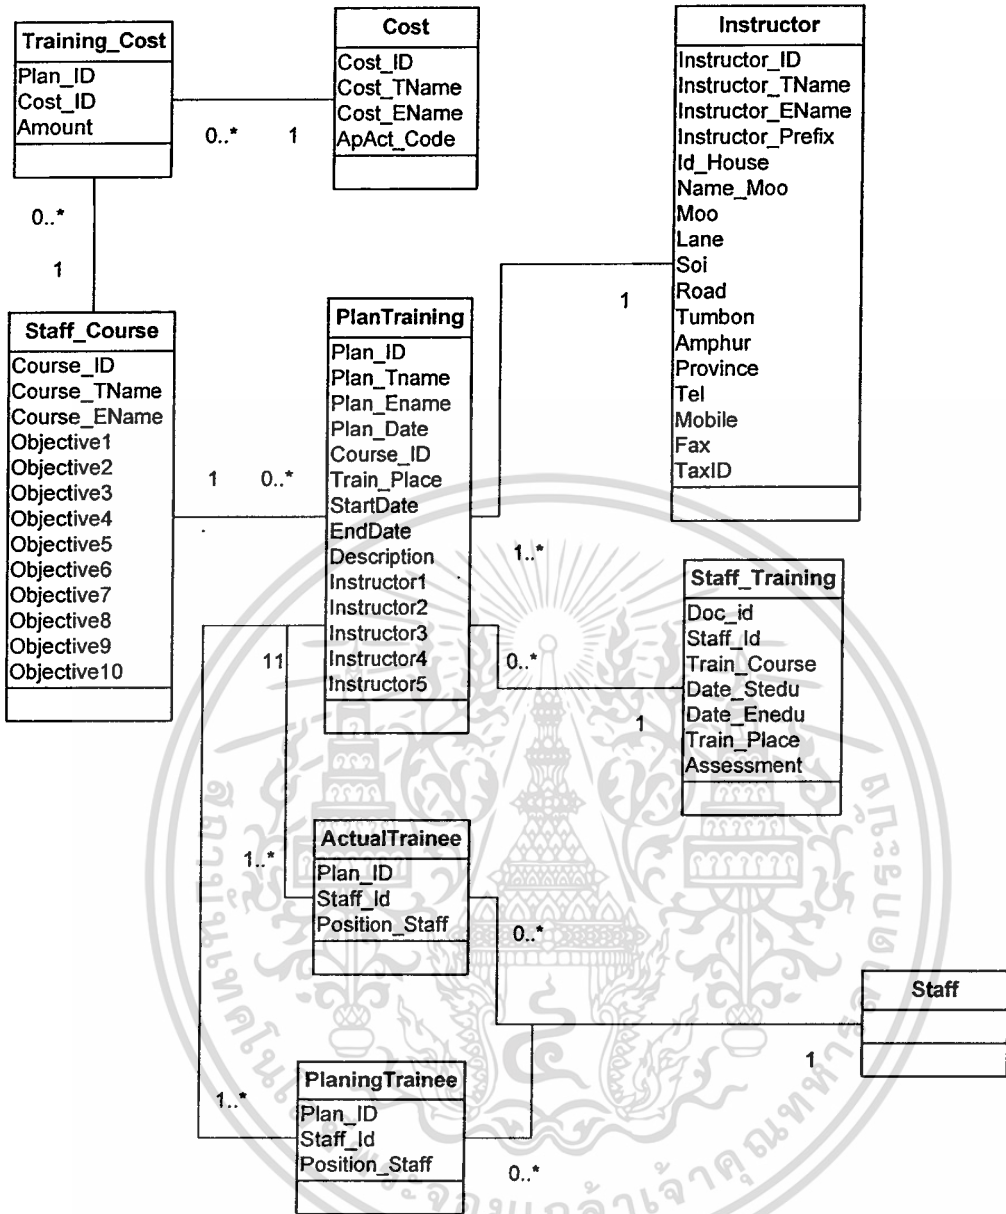 Training_Cost
Plan_ID
Cost_ID
Amount
Cost
Cost_ID
Cost_TName
Cost_EName
ApAct_Code
0..*
1
Instructor
Instructor_ID
Instructor_TName
Instructor_EName
Instructor_Prefix
Id_House
Name_Moo
Moo
Lane
Soi
Road
Tumbon
Amphur
Province
Tel
Mobile
Fax
TaxID
0..*
1
Staff_Course
Course_ID
Course_TName
Course_EName
Objective1
Objective2
Objective3
Objective4
Objective5
Objective6
Objective7
Objective8
Objective9
Objective10
1
0..*
PlanTraining
Plan_ID
Plan_Tname
Plan_Ename
Plan_Date
Course_ID
Train_Place
StartDate
EndDate
Description
Instructor1
Instructor2
Instructor3
Instructor4
Instructor5
1
1..*
Staff_Training
Doc_id
Staff_Id
Train_Course
Date_Stedu
Date_Enedu
Train_Place
Assessment
0..*
1
11
1..*
ActualTrainee
Plan_ID
Staff_Id
Position_Staff
0..*
Staff
1
1..*
PlaningTrainee
Plan_ID
Staff_Id
Position_Staff
0..*